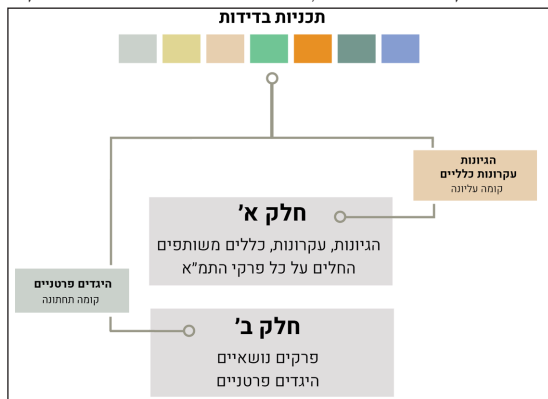 תכניות בדידות
הגיונות
עקרונות כלליים
קומה עליונה
חלק א׳
הגיונות, עקרונות, כללים משותפים
החלים על כל פרקי התמ״א
היגדים פרטניים
קומה תחתונה
חלק ב׳
פרקים נושאיים
היגדים פרטניים